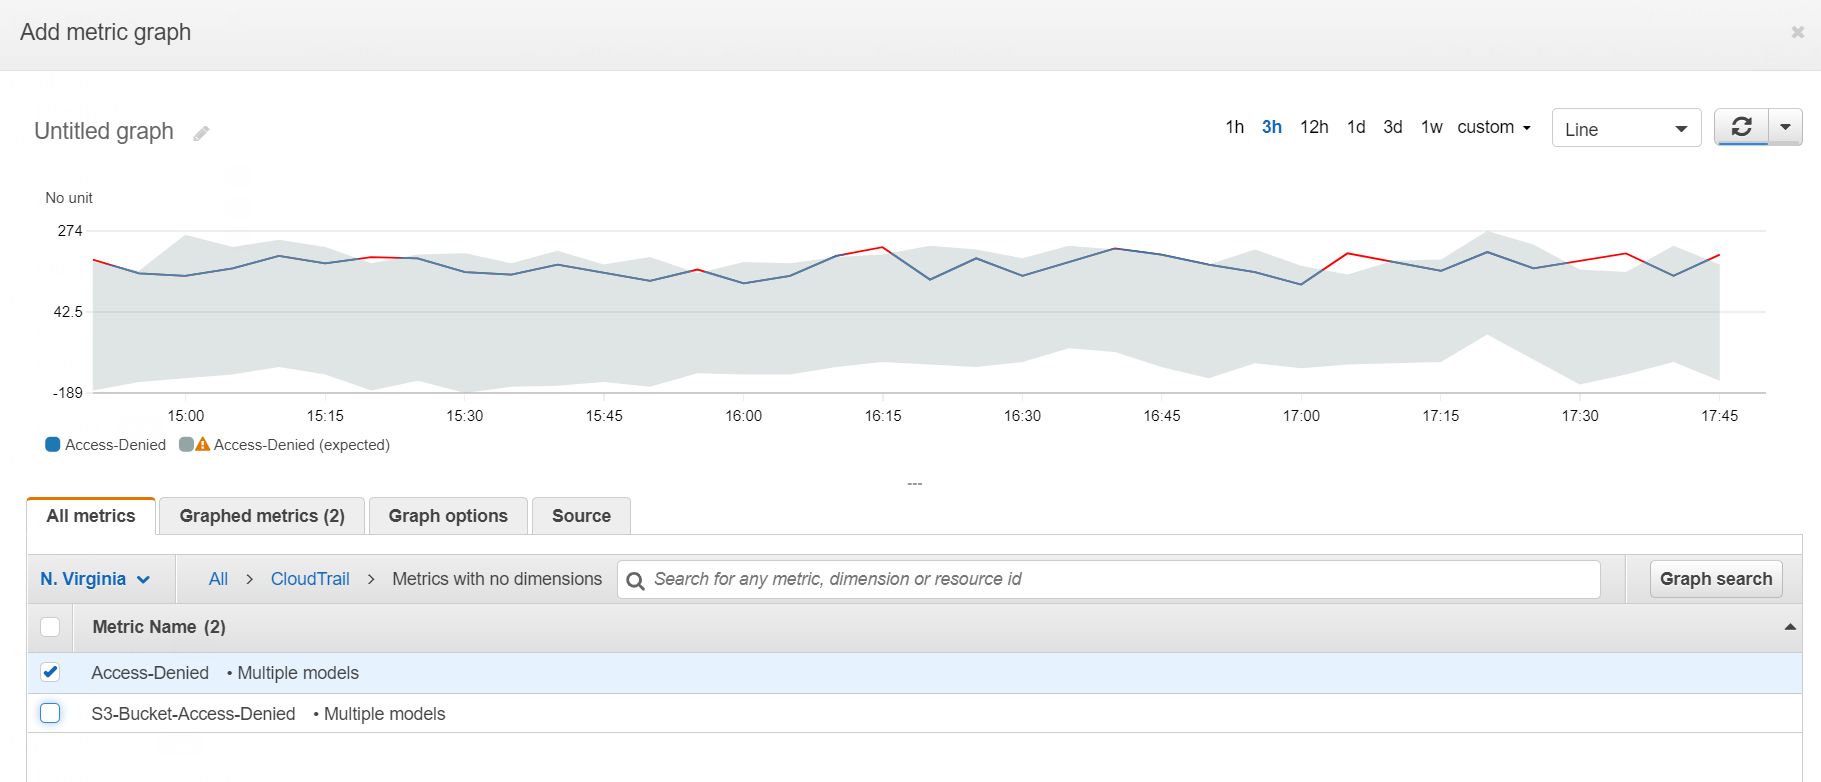 Add metric graph
Untitled graph
1h 3h 12h 1d 3d 1w custom Line
No unit
274
42.5
-189
15:00 15:15 15:30 15:45 16:00 16:15 16:30 16:45 17:00 17:15 17:30 17:45
Access-Denied Access-Denied (expected)
All metrics Graphed metrics (2) Graph options Source
N. Virginia All > CloudTrail > Metrics with no dimensions Search for any metric, dimension or resource id Graph search
Metric Name (2)
Access-Denied • Multiple models
S3-Bucket-Access-Denied • Multiple models